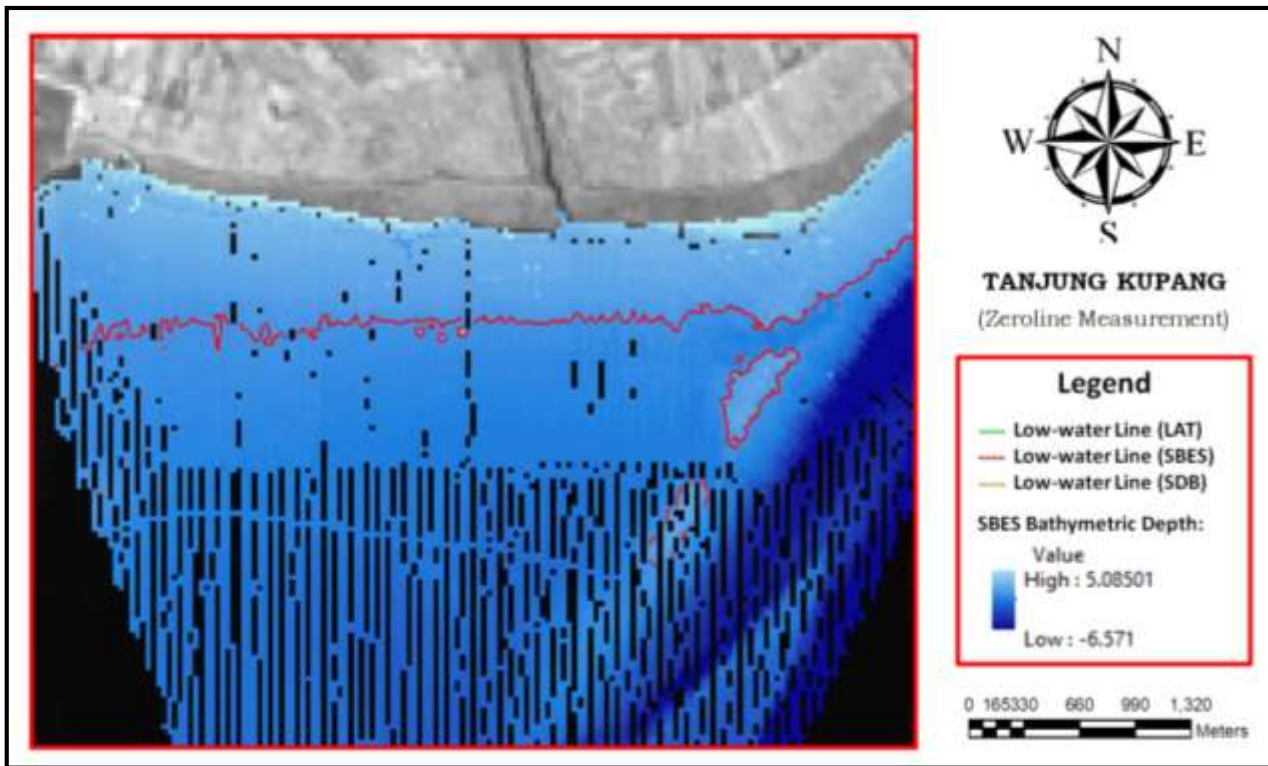 N
W E
S
TANJUNG KUPANG
(Zeroline Measurement)
Legend
Low-water Line (LAT)
Low-water Line (SBES)
Low-water Line (SDB)
SBES Bathymetric Depth:
Value
High : 5.08501
Low : -6.571
0 165330 660 990 1,320
Meters